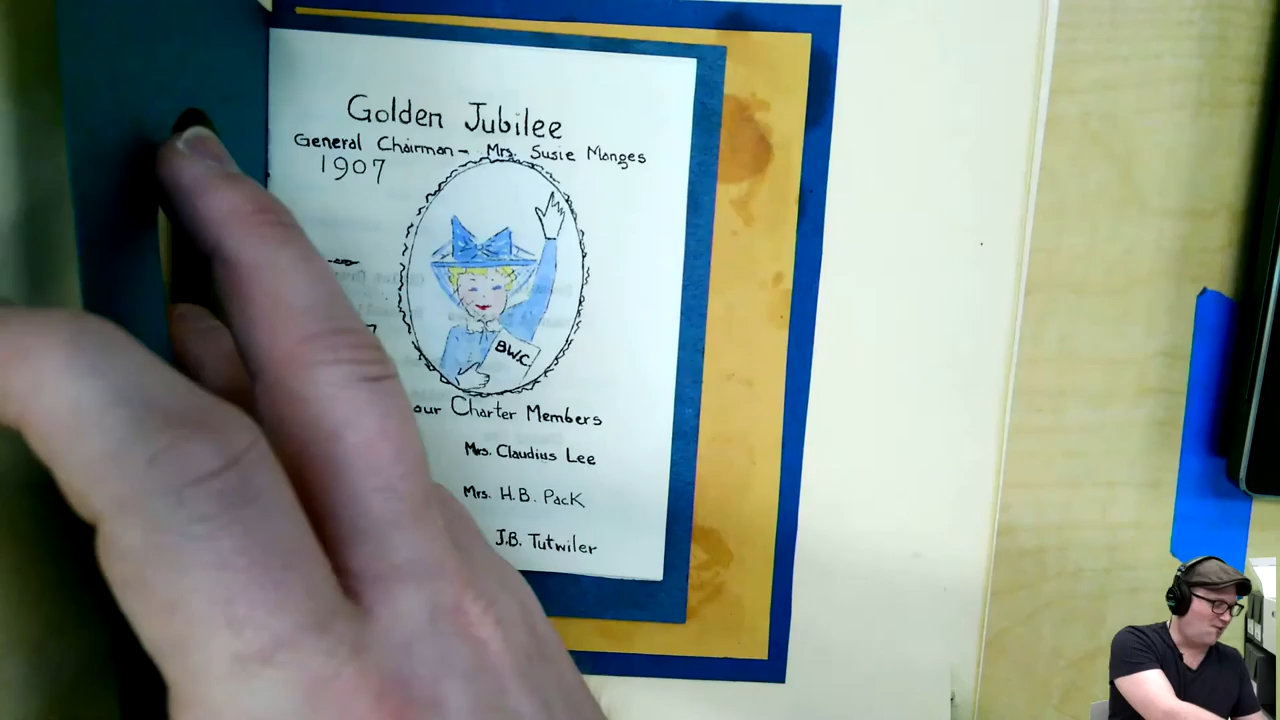 Golden Jubilee
General Chairman – Mrs. Susie Manges
1907
BWC
our Charter Members
Mrs. Claudius Lee
Mrs. H.B. Pack
J.B. Tutwiler